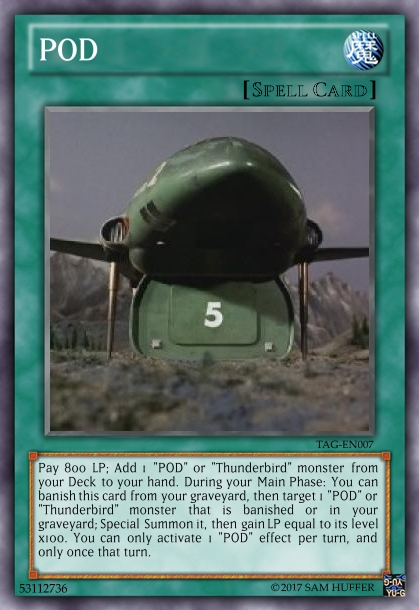 POD
魔
[SPELL CARD]
5
TAG-EN007
Pay 800 LP; Add 1 "POD" or "Thunderbird" monster from
your Deck to your hand. During your Main Phase: You can
banish this card from your graveyard, then target 1 "POD" or
"Thunderbird" monster that is banished or in your
graveyard; Special Summon it, then gain LP equal to its level
x100. You can only activate 1 "POD" effect per turn, and
only once that turn.
53112736
©2017 SAM HUFFER
YU-G